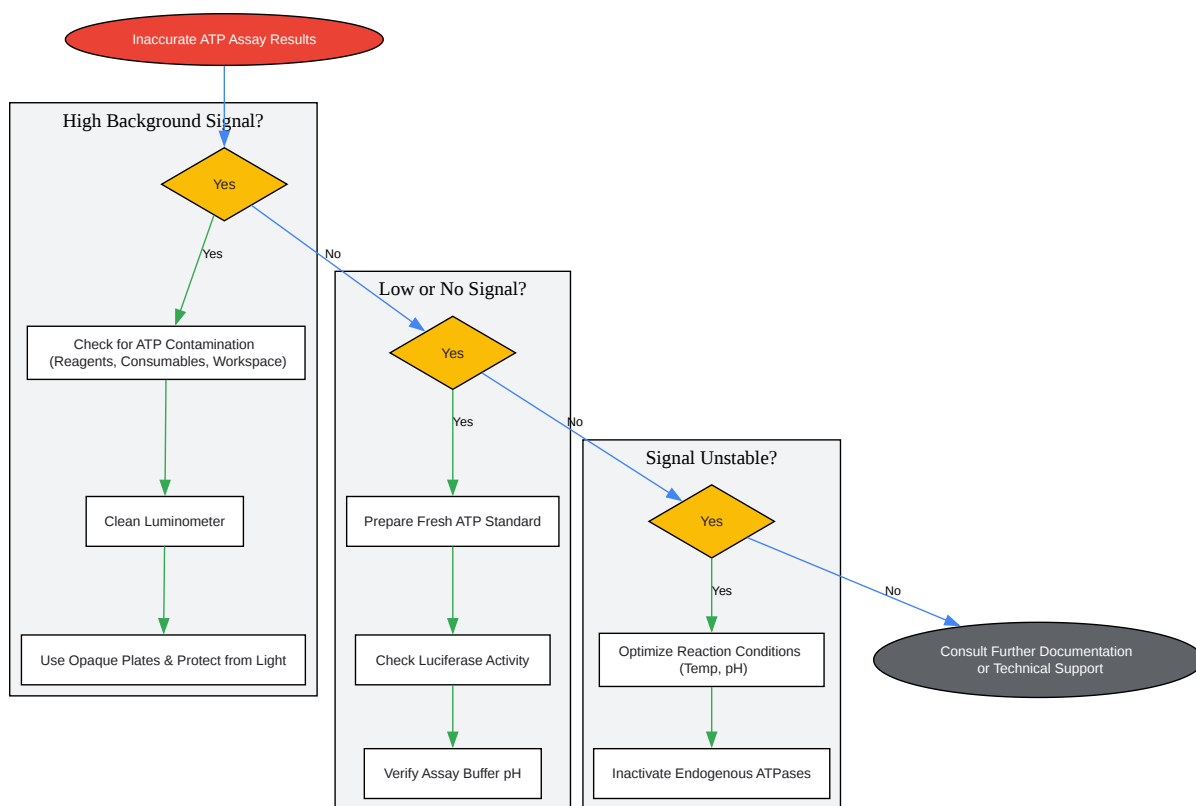 Inaccurate ATP Assay Results
High Background Signal?
Yes
Yes
No
Check for ATP Contamination
(Reagents, Consumables, Workspace)
Clean Luminometer
Use Opaque Plates & Protect from Light
Low or No Signal?
Yes
Yes
No
Prepare Fresh ATP Standard
Check Luciferase Activity
Verify Assay Buffer pH
Signal Unstable?
Yes
Yes
No
Optimize Reaction Conditions
(Temp, pH)
Inactivate Endogenous ATPases
Consult Further Documentation
or Technical Support